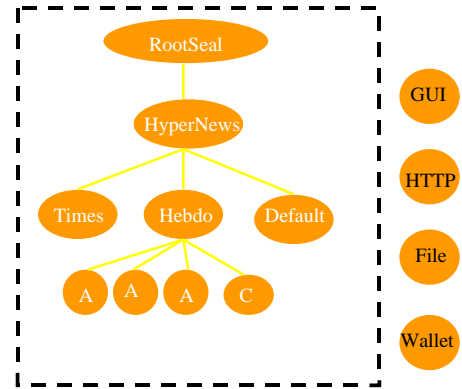 RootSeal
GUI
HyperNews
HTTP
Times
Hebdo
Default
File
A
A
A
C
Wallet